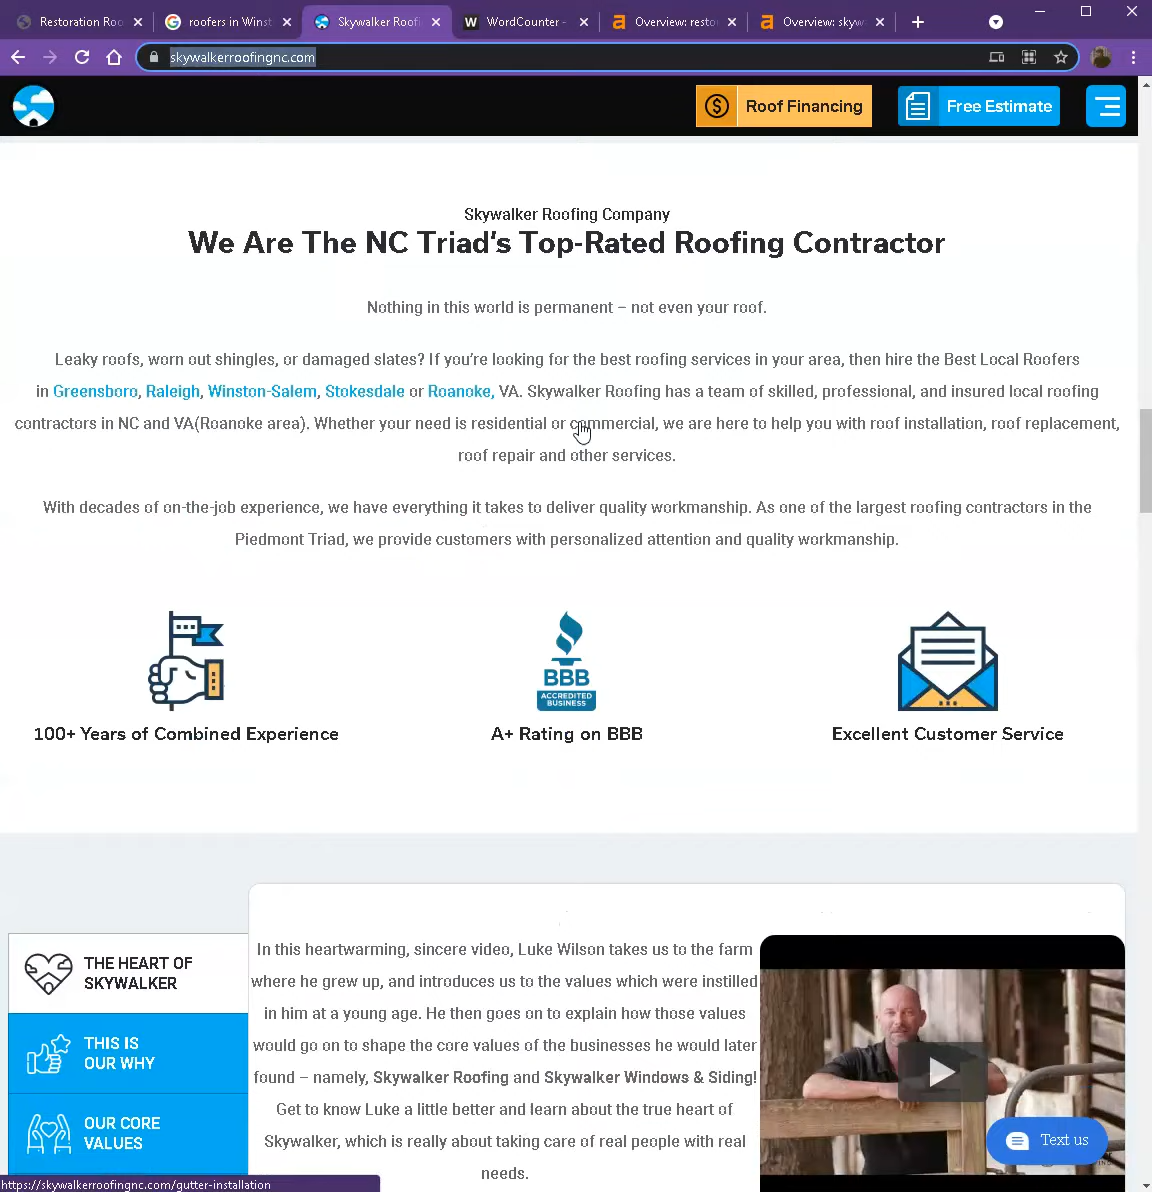 Restoration Roo
roofers in Winst
Skywalker Roofi
WordCounter -
Overview: resto
Overview: skyw
skywalkerroofingnc.com
Roof Financing
Free Estimate
Skywalker Roofing Company
We Are The NC Triad's Top-Rated Roofing Contractor
Nothing in this world is permanent – not even your roof.
Leaky roofs, worn out shingles, or damaged slates? If you're looking for the best roofing services in your area, then hire the Best Local Roofers
in Greensboro, Raleigh, Winston-Salem, Stokesdale or Roanoke, VA. Skywalker Roofing has a team of skilled, professional, and insured local roofing
contractors in NC and VA(Roanoke area). Whether your need is residential or commercial, we are here to help you with roof installation, roof replacement,
roof repair and other services.
With decades of on-the-job experience, we have everything it takes to deliver quality workmanship. As one of the largest roofing contractors in the
Piedmont Triad, we provide customers with personalized attention and quality workmanship.
BBB
ACCREDITED
BUSINESS
100+ Years of Combined Experience
A+ Rating on BBB
Excellent Customer Service
THE HEART OF
SKYWALKER
THIS IS
OUR WHY
OUR CORE
VALUES
In this heartwarming, sincere video, Luke Wilson takes us to the farm
where he grew up, and introduces us to the values which were instilled
in him at a young age. He then goes on to explain how those values
would go on to shape the core values of the businesses he would later
found – namely, Skywalker Roofing and Skywalker Windows & Siding!
Get to know Luke a little better and learn about the true heart of
Skywalker, which is really about taking care of real people with real
needs.
Text us
https://skywalkerroofingnc.com/gutter-installation